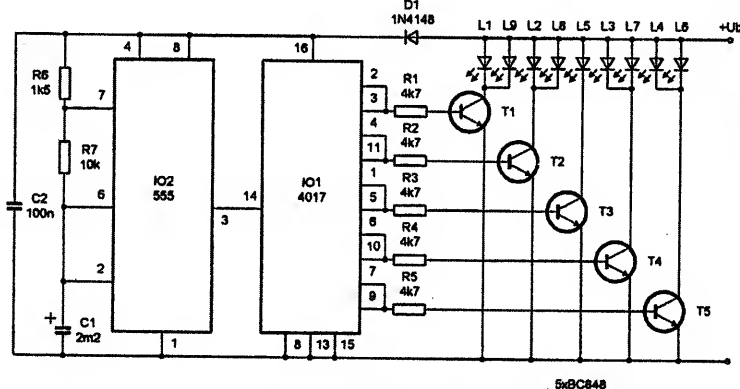 D1
1N4148
L1 L9 L2 L8 L5 L3 L7 L4 L6
+Ub
4 8 16
R6
1k5
7
R7
10k
6
C2
100n
2
+
C1
2m2
1
IO2
555
3
14
IO1
4017
2
3
4
11
1
5
6
10
7
9
8 13 15
R1
4k7
R2
4k7
R3
4k7
R4
4k7
R5
4k7
T1
T2
T3
T4
T5
5xBC848